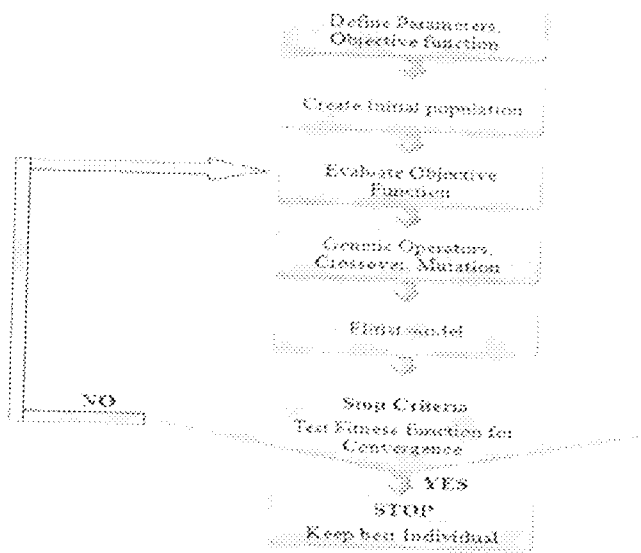 Define Parameters,
Objective function
Create initial population
Evaluate Objective
Function
Genetic Operators,
Crossover, Mutation
Elitist model
Stop Criteria
NO
Test Fitness function for
Convergence
YES
STOP
Keep best Individual